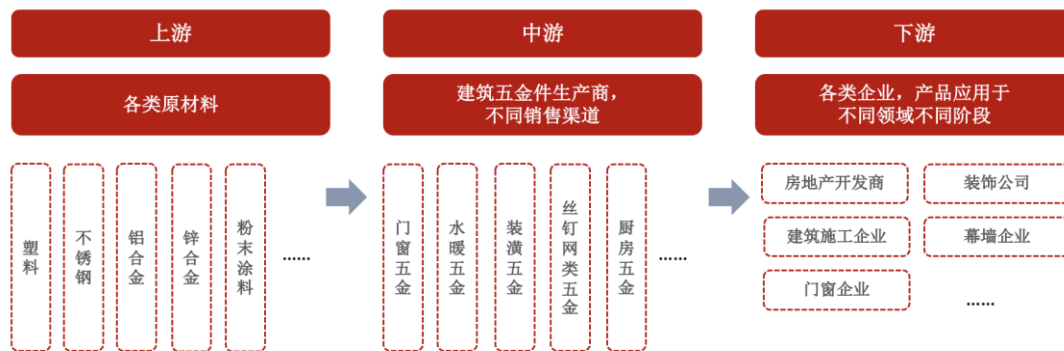 上游
中游
下游
各类原材料
建筑五金件生产商，
不同销售渠道
各类企业，产品应用于
不同领域不同阶段
塑料
不锈钢
铝合金
锌合金
粉末涂料
......
门窗五金
水暖五金
装潢五金
丝钉网类五金
厨房五金
......
房地产开发商
装饰公司
建筑施工企业
幕墙企业
门窗企业
......